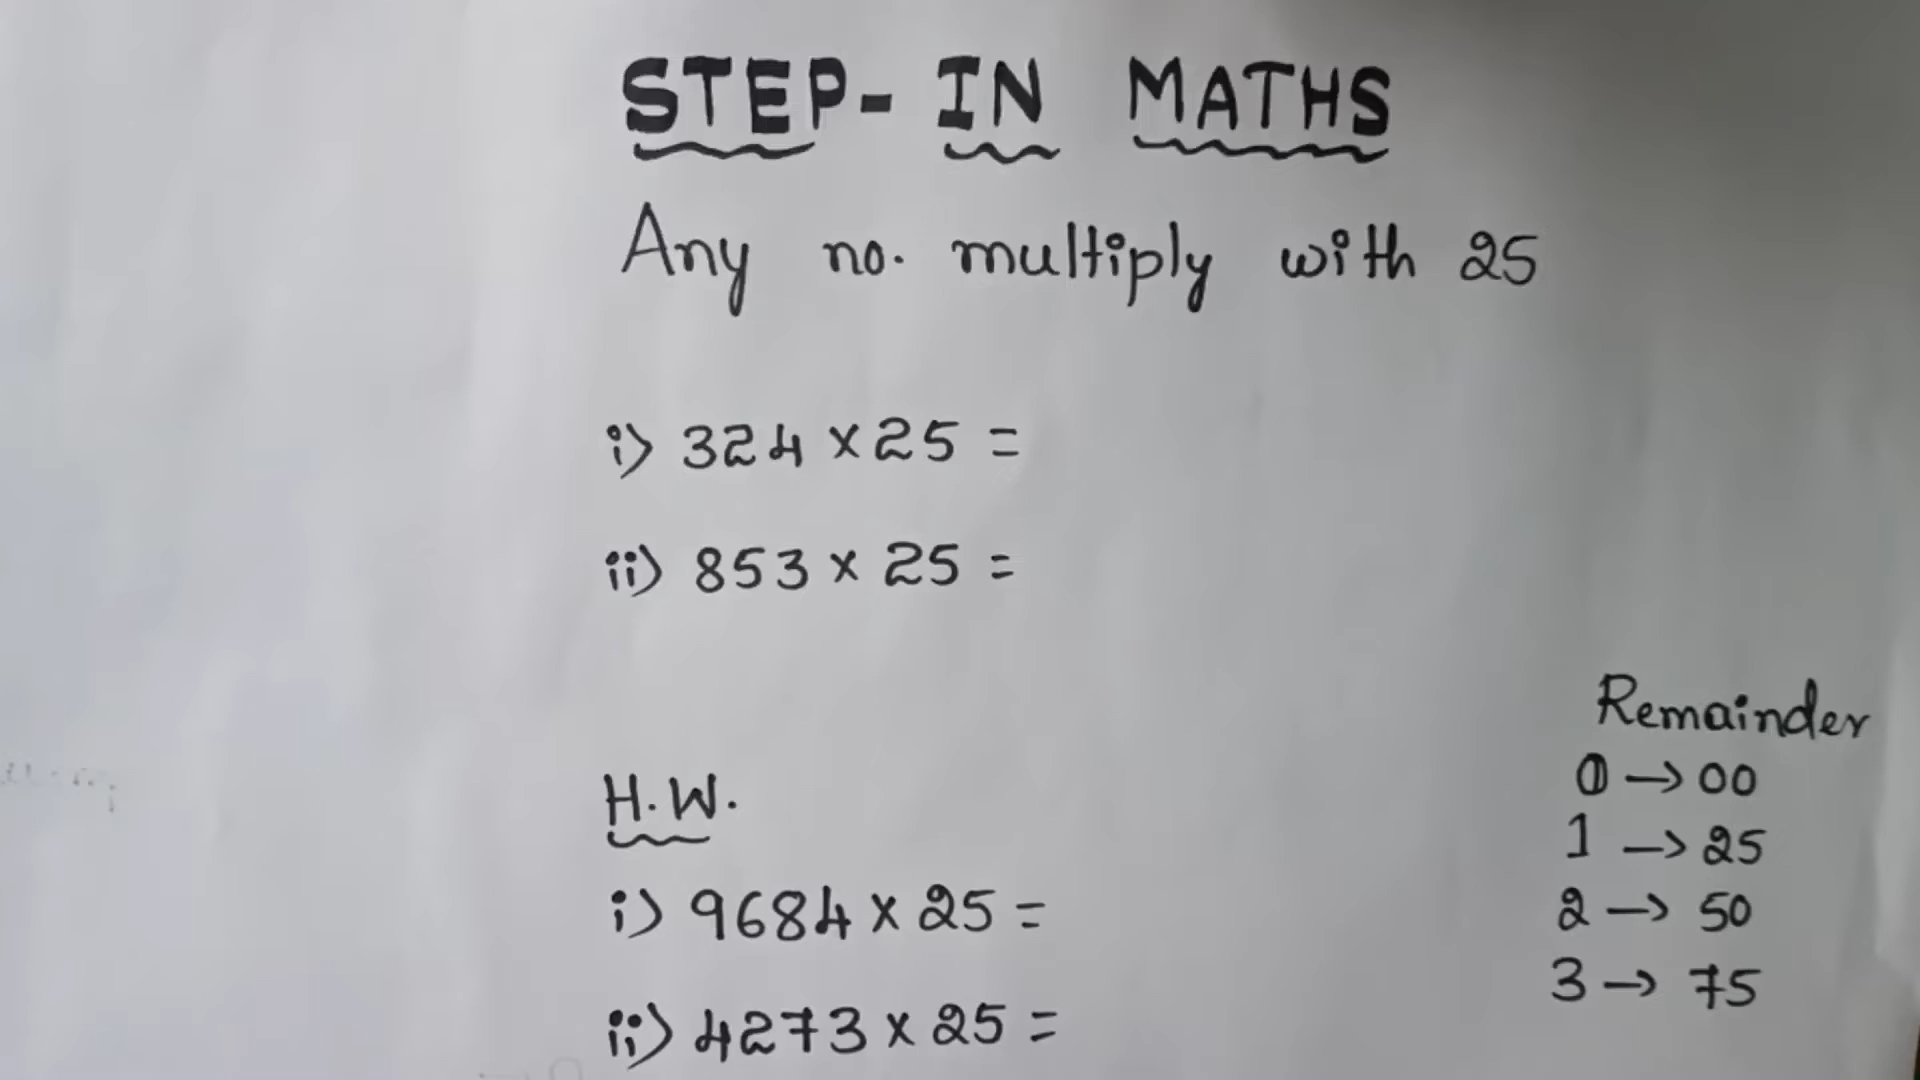 STEP-IN MATHS
Any no. multiply with 25
i) 324 × 25 =
ii) 853 × 25 =
H.W.
i) 9684 × 25 =
ii) 4273 × 25 =
Remainder
0 → 00
1 → 25
2 → 50
3 → 75